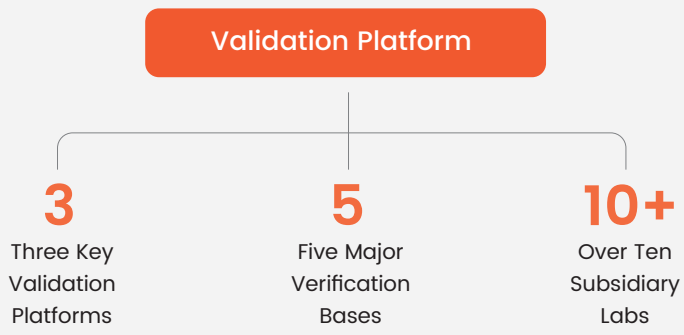 Validation Platform
3
Three Key
Validation
Platforms
5
Five Major
Verification
Bases
10+
Over Ten
Subsidiary
Labs